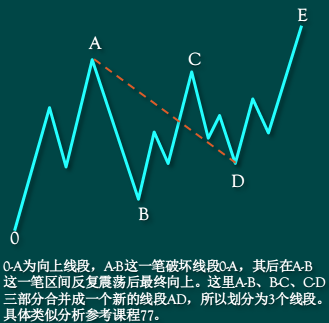 E
A
C
D
B
0
0-A为向上线段，A-B这一笔破坏线段0-A，其后在A-B
这一笔区间反复震荡后最终向上。这里A-B、B-C、C-D
三部分合并成一个新的线段AD，所以划分为3个线段。
具体类似分析参考课程77。